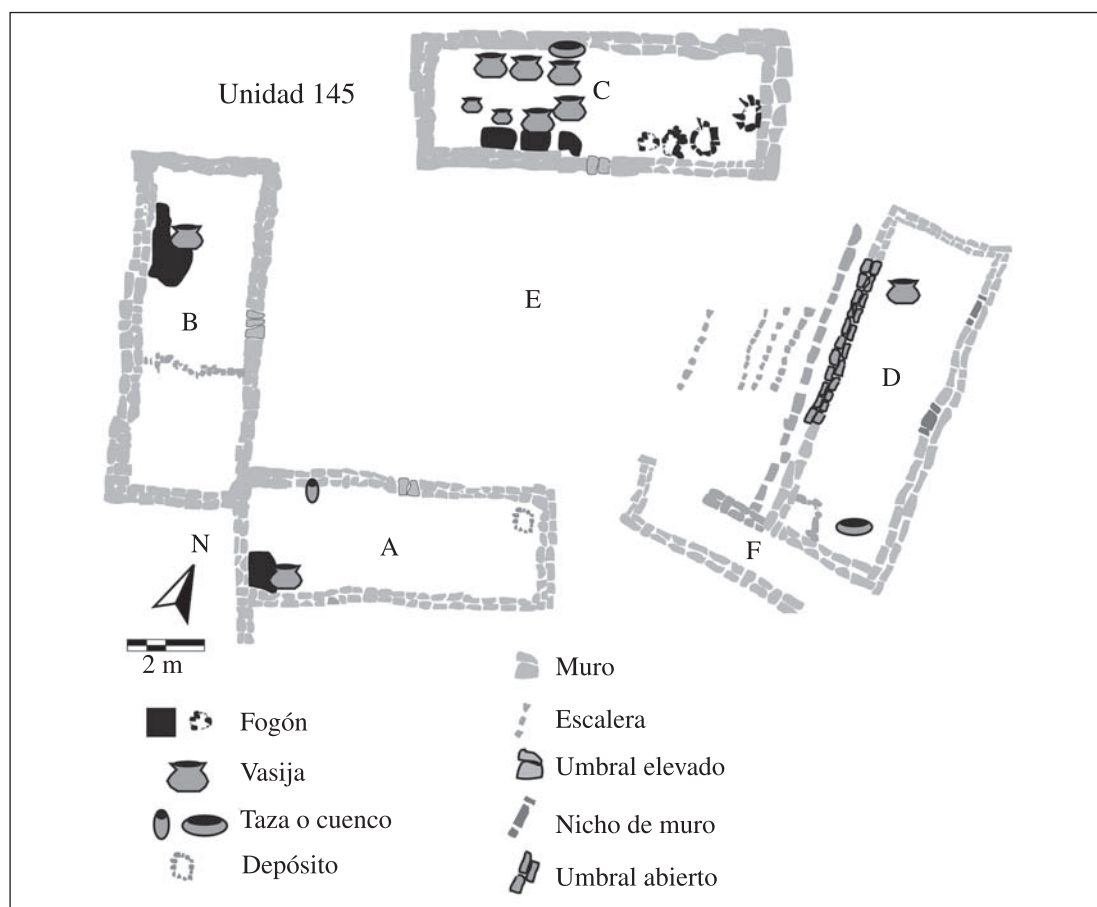 Unidad 145
C
B
E
D
A
F
N
2 m
Fogón
Vasija
Taza o cuenco
Depósito
Muro
Escalera
Umbral elevado
Nicho de muro
Umbral abierto